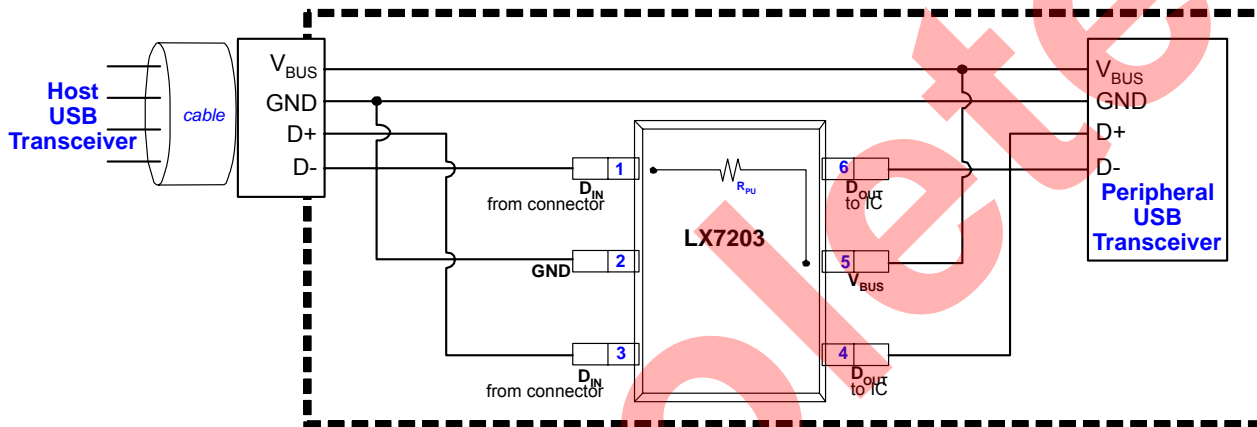 Host
USB
Transceiver
cable
VBUS
GND
D+
D-
1
DIN
from connector
2
GND
3
DIN
from connector
RPU
LX7203
6
DOUT
to IC
5
VBUS
4
DOUT
to IC
VBUS
GND
D+
D-
Peripheral
USB
Transceiver
olete